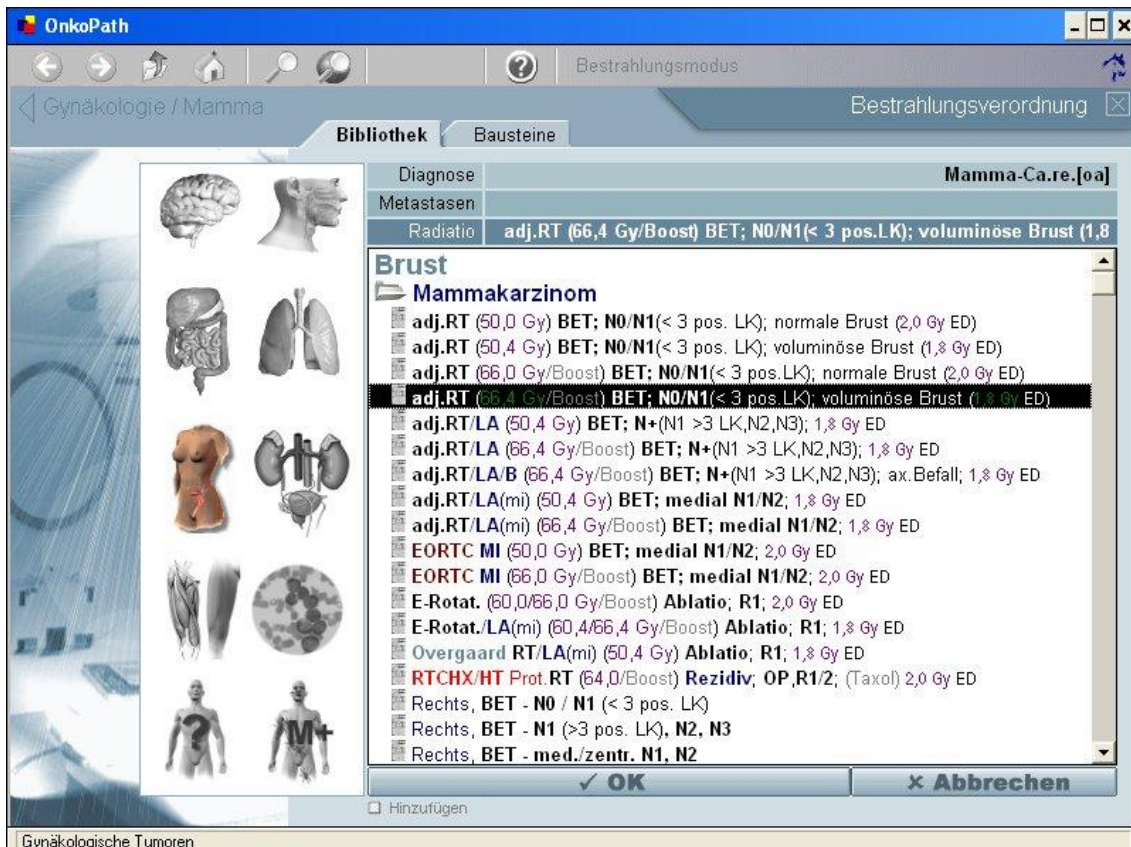 OnkoPath
Bestrahlungsmodus
Gynäkologie / Mamma
Bestrahlungsverordnung
Bibliothek
Bausteine
Diagnose Mamma-Ca.re.[oa]
Metastasen
Radiatio adj.RT (66,4 Gy/Boost) BET; N0/N1(< 3 pos.LK); voluminöse Brust (1,8
Brust
Mammakarzinom
adj.RT (50,0 Gy) BET; N0/N1(< 3 pos. LK); normale Brust (2,0 Gy ED)
adj.RT (50,4 Gy) BET; N0/N1(< 3 pos. LK); voluminöse Brust (1,8 Gy ED)
adj.RT (66,0 Gy/Boost) BET; N0/N1(< 3 pos.LK); normale Brust (2,0 Gy ED)
adj.RT (66,4 Gy/Boost) BET; N0/N1(< 3 pos.LK); voluminöse Brust (1,8 Gy ED)
adj.RT/LA (50,4 Gy) BET; N+(N1 >3 LK,N2,N3); 1,8 Gy ED
adj.RT/LA (66,4 Gy/Boost) BET; N+(N1 >3 LK,N2,N3); 1,8 Gy ED
adj.RT/LA/B (66,4 Gy/Boost) BET; N+(N1 >3 LK,N2,N3); ax.Befall; 1,8 Gy ED
adj.RT/LA(mi) (50,4 Gy) BET; medial N1/N2; 1,8 Gy ED
adj.RT/LA(mi) (66,4 Gy/Boost) BET; medial N1/N2; 1,8 Gy ED
EORTC MI (50,0 Gy) BET; medial N1/N2; 2,0 Gy ED
EORTC MI (66,0 Gy/Boost) BET; medial N1/N2; 2,0 Gy ED
E-Rotat. (60,0/66,0 Gy/Boost) Ablatio; R1; 2,0 Gy ED
E-Rotat./LA(mi) (60,4/66,4 Gy/Boost) Ablatio; R1; 1,8 Gy ED
Overgaard RT/LA(mi) (50,4 Gy) Ablatio; R1; 1,8 Gy ED
RTCHX/HT Prot.RT (64,0/Boost) Rezidiv; OP,R1/2; (Taxol) 2,0 Gy ED
Rechts, BET - N0 / N1 (< 3 pos. LK)
Rechts, BET - N1 (>3 pos. LK), N2, N3
Rechts, BET - med./zentr. N1, N2
?
M+
OK
Abbrechen
Hinzufügen
Gynäkologische Tumoren